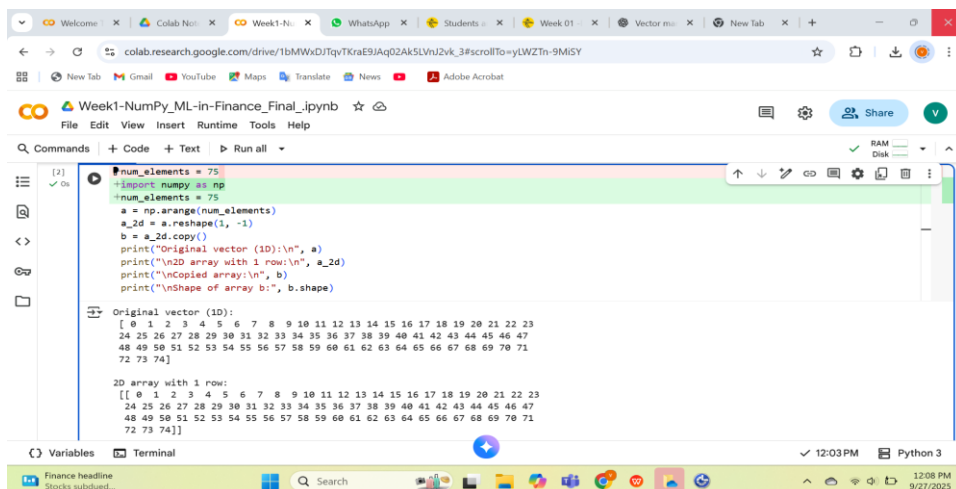 Welcome T
Colab Not
Week1-Nu
WhatsApp
Students a
Week 01 -
Vector ma
New Tab
colab.research.google.com/drive/1bMWxDJTqvTKraE9JAq02Ak5LVnJ2vk_3#scrollTo=yLWZTn-9MiSY
New Tab Gmail YouTube Maps Translate News Adobe Acrobat
CO Week1-NumPy_ML-in-Finance_Final_.ipynb
File Edit View Insert Runtime Tools Help
Share
V
Commands + Code + Text Run all
RAM
Disk
[2]
0s
num_elements = 75
+import numpy as np
+num_elements = 75
a = np.arange(num_elements)
a_2d = a.reshape(1, -1)
b = a_2d.copy()
print("Original vector (1D):\n", a)
print("\n2D array with 1 row:\n", a_2d)
print("\nCopied array:\n", b)
print("\nShape of array b:", b.shape)
Original vector (1D):
[ 0 1 2 3 4 5 6 7 8 9 10 11 12 13 14 15 16 17 18 19 20 21 22 23
24 25 26 27 28 29 30 31 32 33 34 35 36 37 38 39 40 41 42 43 44 45 46 47
48 49 50 51 52 53 54 55 56 57 58 59 60 61 62 63 64 65 66 67 68 69 70 71
72 73 74]
2D array with 1 row:
[[ 0 1 2 3 4 5 6 7 8 9 10 11 12 13 14 15 16 17 18 19 20 21 22 23
24 25 26 27 28 29 30 31 32 33 34 35 36 37 38 39 40 41 42 43 44 45 46 47
48 49 50 51 52 53 54 55 56 57 58 59 60 61 62 63 64 65 66 67 68 69 70 71
72 73 74]]
Variables Terminal
12:03 PM Python 3
Finance headline
Stocks subdued...
Search
12:08 PM
9/27/2025